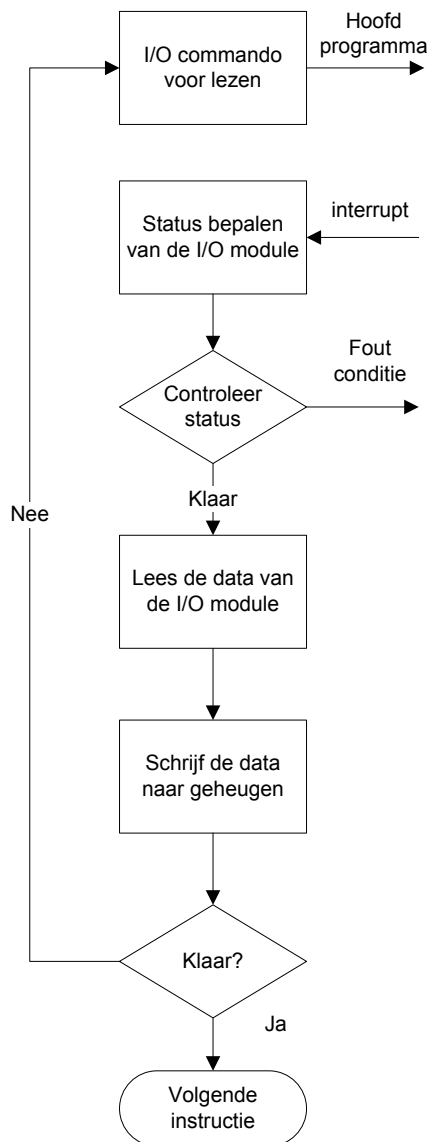 I/O commando
voor lezen
Hoofd
programma
Status bepalen
van de I/O module
interrupt
Controleer
status
Fout
conditie
Klaar
Nee
Lees de data van
de I/O module
Schrijf de data
naar geheugen
Klaar?
Ja
Volgende
instructie